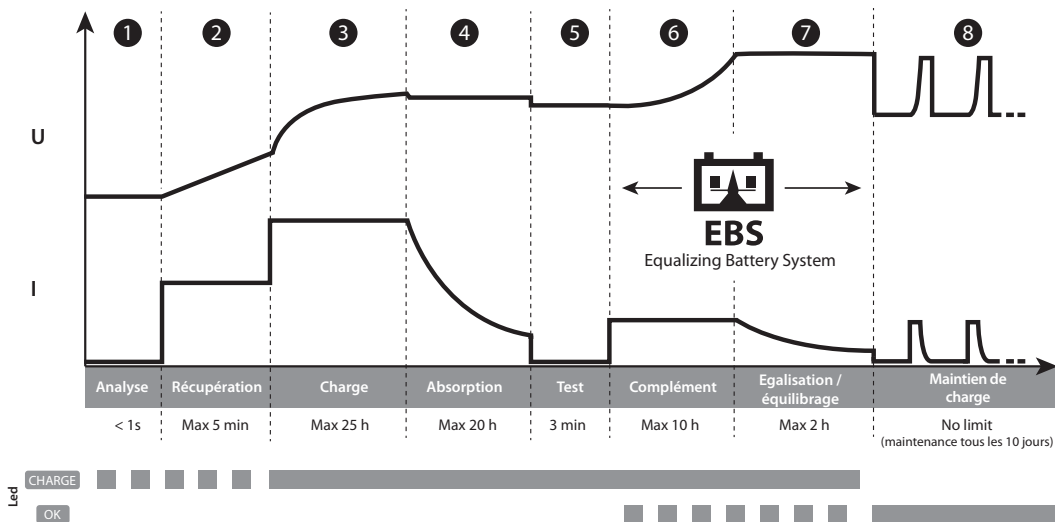 1 2 3 4 5 6 7 8
U
EBS
Equalizing Battery System
I
Analyse Récupération Charge Absorption Test Complément Egalisation / équilibrage Maintien de charge
< 1s Max 5 min Max 25 h Max 20 h 3 min Max 10 h Max 2 h No limit
(maintenance tous les 10 jours)
Led
CHARGE
OK